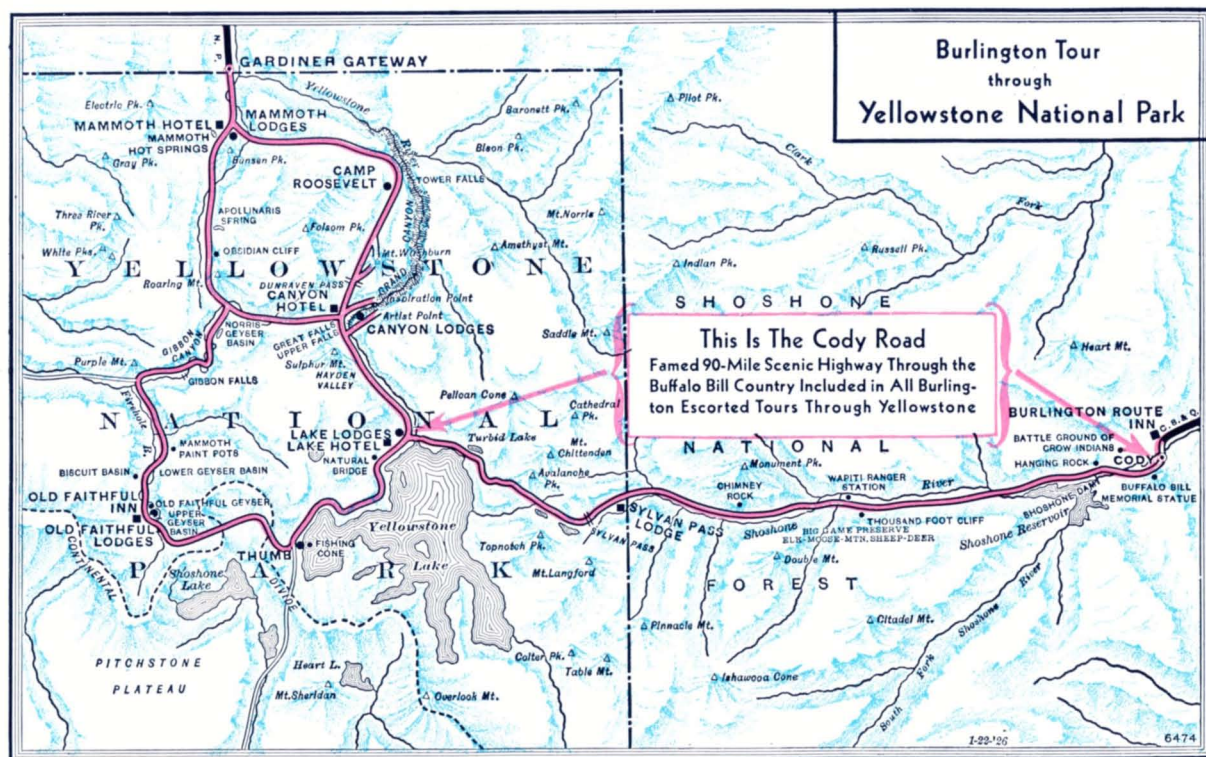 Burlington Tour
through
Yellowstone National Park
N. P.
GARDINER GATEWAY
Yellowstone
Electric Pk.
MAMMOTH HOTEL
MAMMOTH
LODGES
MAMMOTH
HOT SPRINGS
Gray Pk.
Bunsen Pk.
Baronett Pk.
Bison Pk.
Pilot Pk.
Clark
Fork
CAMP
ROOSEVELT
TOWER FALLS
Three River
Pk.
APOLLINARIS
SPRING
Folsom Pk.
Mt. Norris
White Pks.
OBSIDIAN CLIFF
Mt. Washburn
Amethyst Mt.
Indian Pk.
Russell Pk.
YELLOWSTONE
Roaring Mt.
DUNRAVEN PASS
GRAND
CANYON
R.
CANYON
HOTEL
Inspiration Point
Artist Point
CANYON LODGES
SHOSHONE
NORRIS
GEYSER
BASIN
GREAT FALLS
UPPER FALLS
Saddle Mt.
GIBBON
CANYON
Purple Mt.
GIBBON FALLS
Sulphur Mt.
HAYDEN
VALLEY
This Is The Cody Road
Famed 90-Mile Scenic Highway Through the
Buffalo Bill Country Included in All Burling-
ton Escorted Tours Through Yellowstone
Heart Mt.
Firehole
R.
NATIONAL
Pelican Cone
Cathedral
Pk.
BURLINGTON ROUTE
INN
C. B. & Q.
LAKE LODGES
LAKE HOTEL
Turbid Lake
Mt.
Chittenden
NATIONAL
BATTLE GROUND OF
CROW INDIANS
HANGING ROCK
CODY
MAMMOTH
PAINT POTS
NATURAL
BRIDGE
Avalanche
Pk.
Monument Pk.
BISCUIT BASIN
LOWER GEYSER BASIN
CHIMNEY
ROCK
WAPITI RANGER
STATION
River
BUFFALO BILL
MEMORIAL STATUE
OLD FAITHFUL
INN
OLD FAITHFUL GEYSER
UPPER
GEYSER
BASIN
OLD FAITHFUL
LODGES
SYLVAN PASS
LODGE
SYLVAN PASS
Shoshone
THOUSAND FOOT CLIFF
BIG GAME PRESERVE
ELK-MOOSE-MTN. SHEEP-DEER
SHOSHONE DAM
Shoshone Reservoir
THUMB
FISHING
CONE
Yellowstone
Lake
Topnotch Pk.
Double Mt.
CONTINENTAL
DIVIDE
PARK
Shoshone
Lake
Mt. Langford
FOREST
Pinnacle Mt.
Citadel Mt.
South
Fork
Shoshone
River
PITCHSTONE
PLATEAU
Heart L.
Mt. Sheridan
Overlook Mt.
Colter Pk.
Table Mt.
Ishawooa Cone
1-22-'26
6474